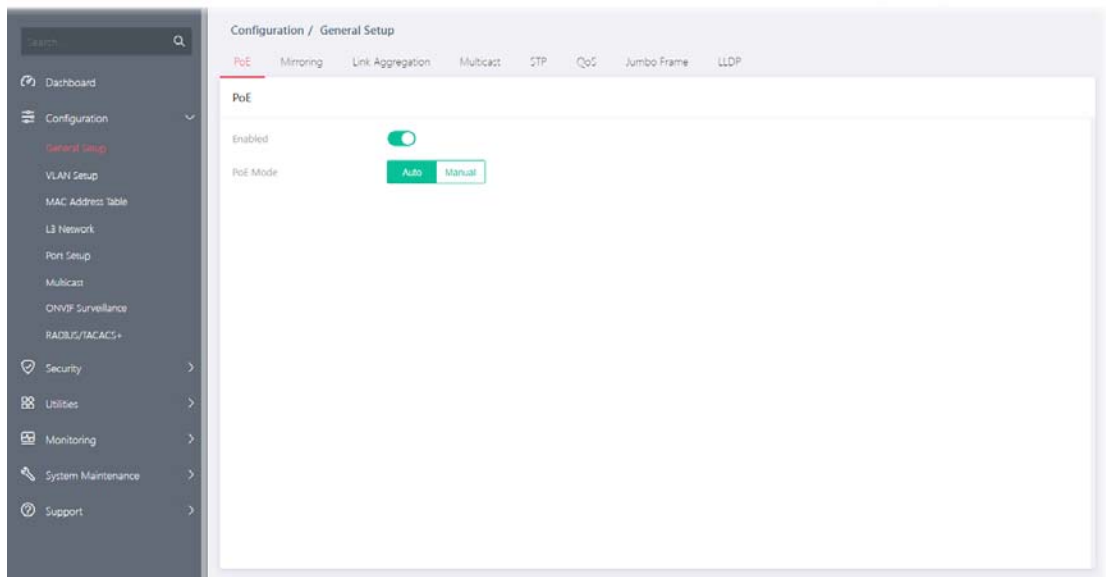 Search
Dashboard
Configuration
General Setup
VLAN Setup
MAC Address Table
L3 Network
Port Setup
Multicast
ONVIF Surveillance
RADIUS/TACACS+
Security
Utilities
Monitoring
System Maintenance
Support
Configuration / General Setup
PoE Mirroring Link Aggregation Multicast STP QoS Jumbo Frame LLDP
PoE
Enabled
PoE Mode Auto Manual